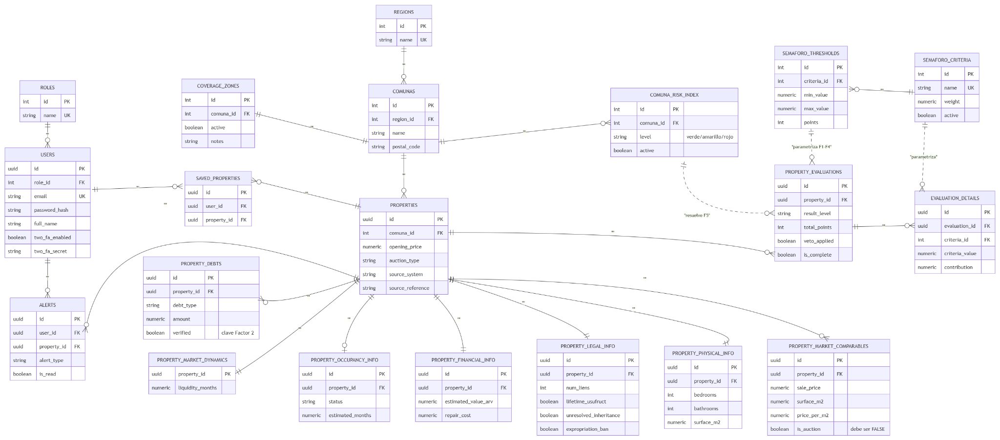 REGIONS
int id PK
string name UK
ROLES
int id PK
string name UK
COVERAGE_ZONES
int id PK
int comuna_id FK
boolean active
string notes
COMUNAS
int id PK
int region_id FK
string name
string postal_code
COMUNA_RISK_INDEX
int id PK
int comuna_id FK
string level verde/amarillo/rojo
boolean active
SEMAFORO_THRESHOLDS
int id PK
int criteria_id FK
numeric min_value
numeric max_value
int points
SEMAFORO_CRITERIA
int id PK
string name UK
numeric weight
boolean active
"parametriza F1-F4"
"parametriza"
"resuelve F5"
USERS
uuid id PK
int role_id FK
string email UK
string password_hash
string full_name
boolean two_fa_enabled
string two_fa_secret
SAVED_PROPERTIES
uuid id PK
uuid user_id FK
uuid property_id FK
PROPERTIES
uuid id PK
int comuna_id FK
numeric opening_price
string auction_type
string source_system
string source_reference
PROPERTY_EVALUATIONS
uuid id PK
uuid property_id FK
string result_level
int total_points
boolean veto_applied
boolean is_complete
EVALUATION_DETAILS
uuid id PK
uuid evaluation_id FK
int criteria_id FK
numeric criteria_value
numeric contribution
PROPERTY_DEBTS
uuid id PK
uuid property_id FK
string debt_type
numeric amount
boolean verified clave Factor 2
ALERTS
uuid id PK
uuid user_id FK
uuid property_id FK
string alert_type
boolean is_read
PROPERTY_MARKET_DYNAMICS
uuid property_id PK
numeric liquidity_months
PROPERTY_OCCUPANCY_INFO
uuid id PK
uuid property_id FK
string status
numeric estimated_months
PROPERTY_FINANCIAL_INFO
uuid id PK
uuid property_id FK
numeric estimated_value_arv
numeric repair_cost
PROPERTY_LEGAL_INFO
uuid id PK
uuid property_id FK
int num_liens
boolean lifetime_usufruct
boolean unresolved_inheritance
boolean expropriation_ban
PROPERTY_PHYSICAL_INFO
uuid id PK
uuid property_id FK
int bedrooms
int bathrooms
numeric surface_m2
PROPERTY_MARKET_COMPARABLES
uuid id PK
uuid property_id FK
numeric sale_price
numeric surface_m2
numeric price_per_m2
boolean is_auction debe ser FALSE